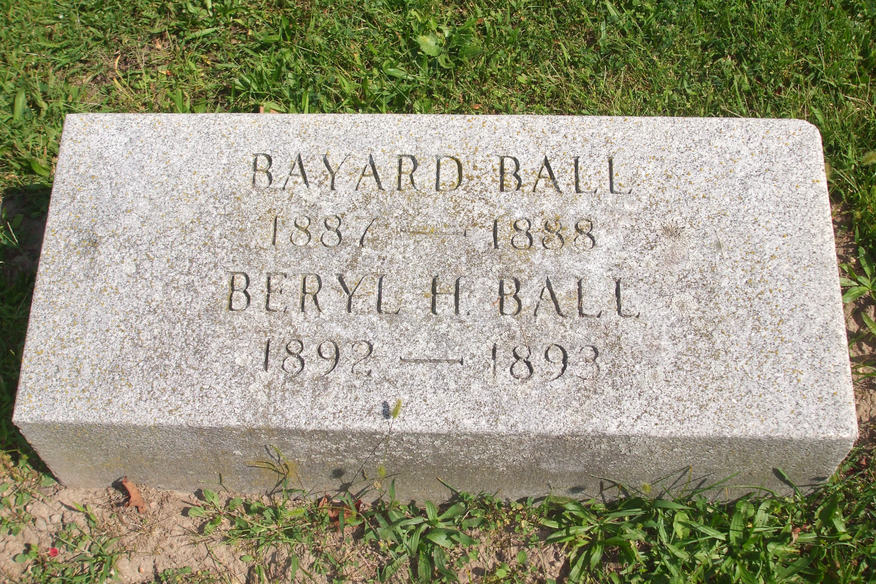 BAYARD BALL
1887 — 1888
BERYL H. BALL
1892 — 1893